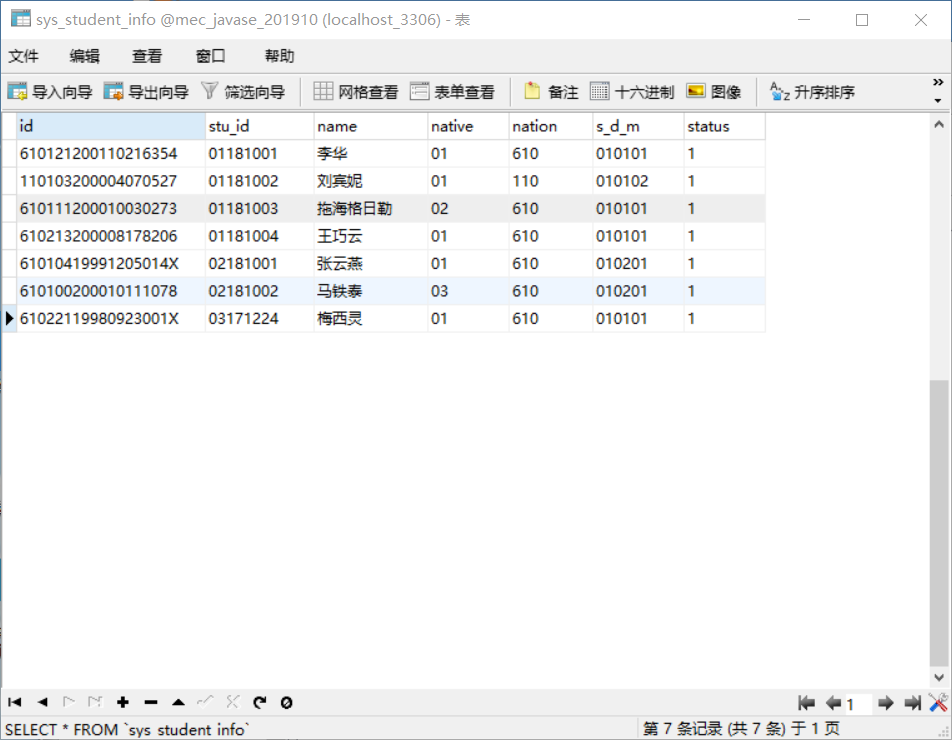 sys_student_info @mec_javase_201910 (localhost_3306) - 表
文件 编辑 查看 窗口 帮助
导入向导 导出向导 筛选向导 网格查看 表单查看 备注 十六进制 图像 升序排序 »
id stu_id name native nation s_d_m status
610121200110216354 01181001 李华 01 610 010101 1
110103200004070527 01181002 刘宾妮 01 110 010102 1
610111200010030273 01181003 拖海格日勒 02 610 010101 1
610213200008178206 01181004 王巧云 01 610 010101 1
61010419991205014X 02181001 张云燕 01 610 010201 1
610100200010111078 02181002 马铁泰 03 610 010201 1
61022119980923001X 03171224 梅西灵 01 610 010101 1
1
SELECT * FROM `sys_student_info` 第 7 条记录 (共 7 条) 于 1 页